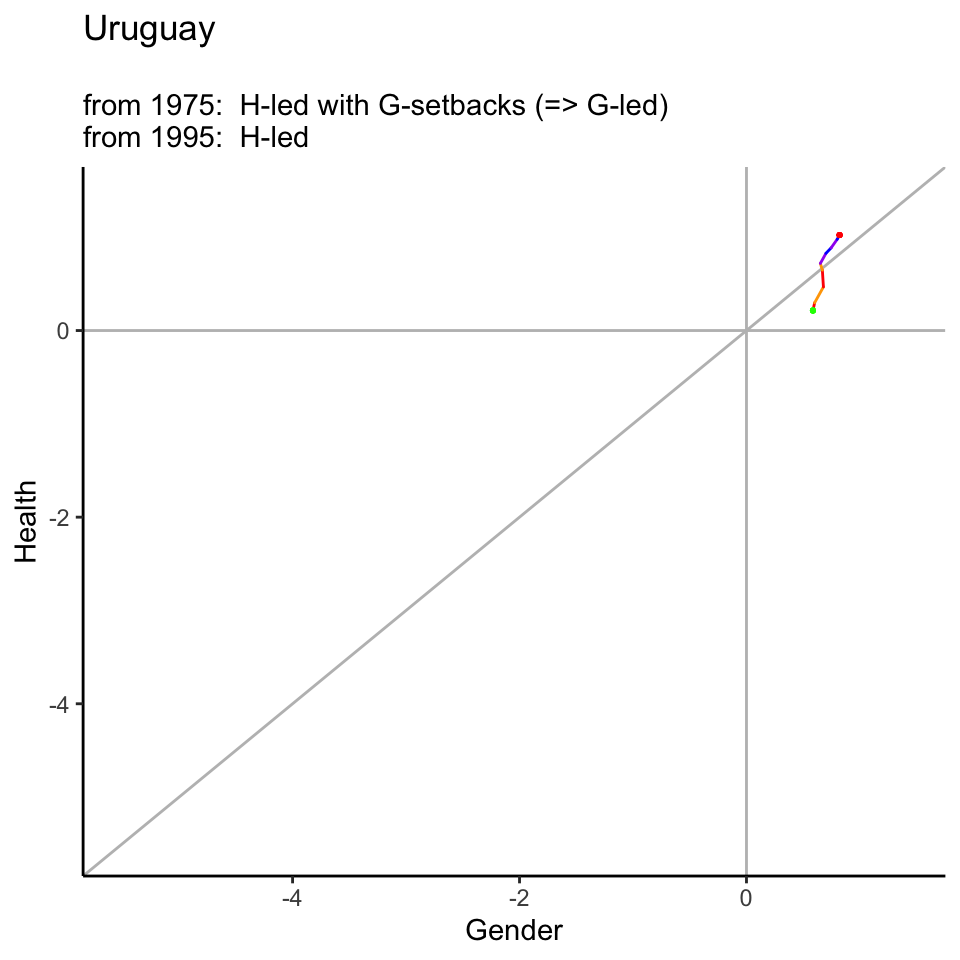 Uruguay
from 1975:  H-led with G-setbacks (=> G-led)
from 1995:  H-led
Health
0
-2
-4
-4
-2
0
Gender